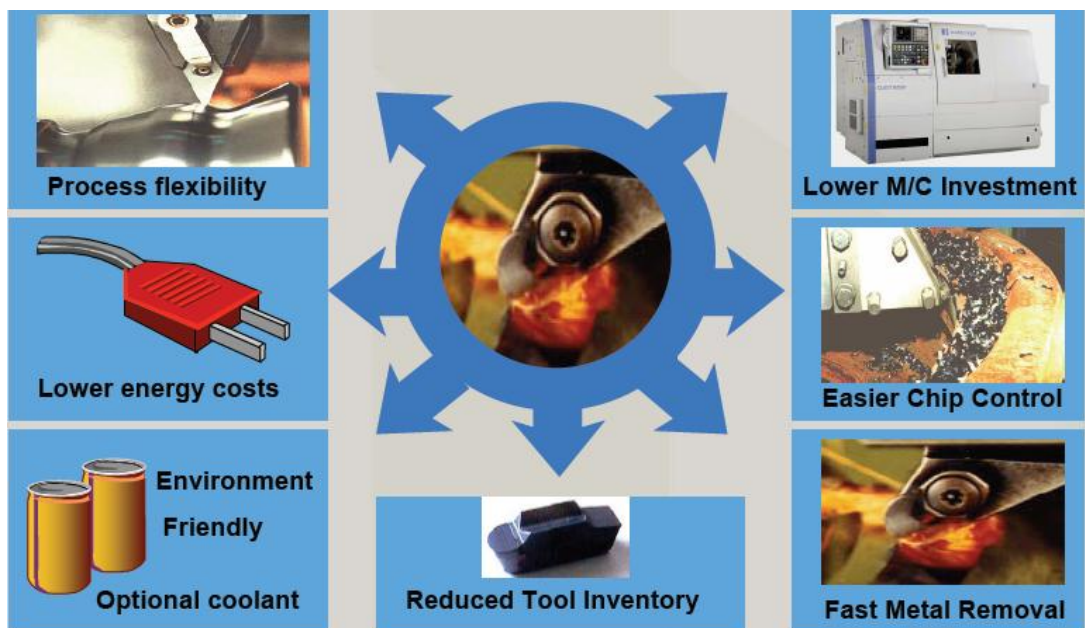 Process flexibility
Lower M/C Investment
Lower energy costs
Easier Chip Control
Environment
Friendly
Optional coolant
Reduced Tool Inventory
Fast Metal Removal